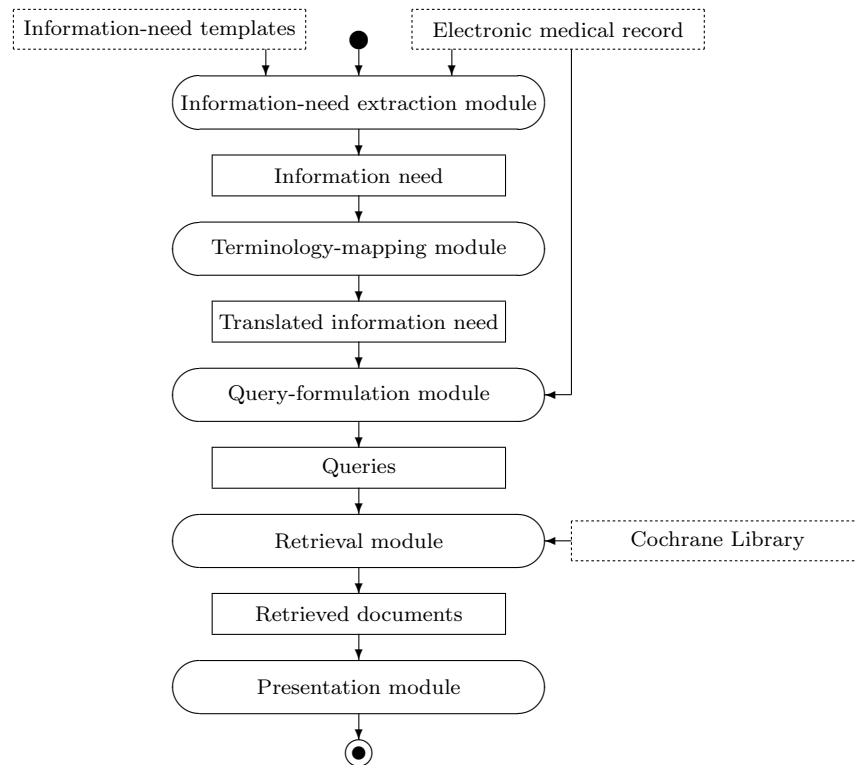 Information-need templates
Electronic medical record
Information-need extraction module
Information need
Terminology-mapping module
Translated information need
Query-formulation module
Queries
Retrieval module
Cochrane Library
Retrieved documents
Presentation module